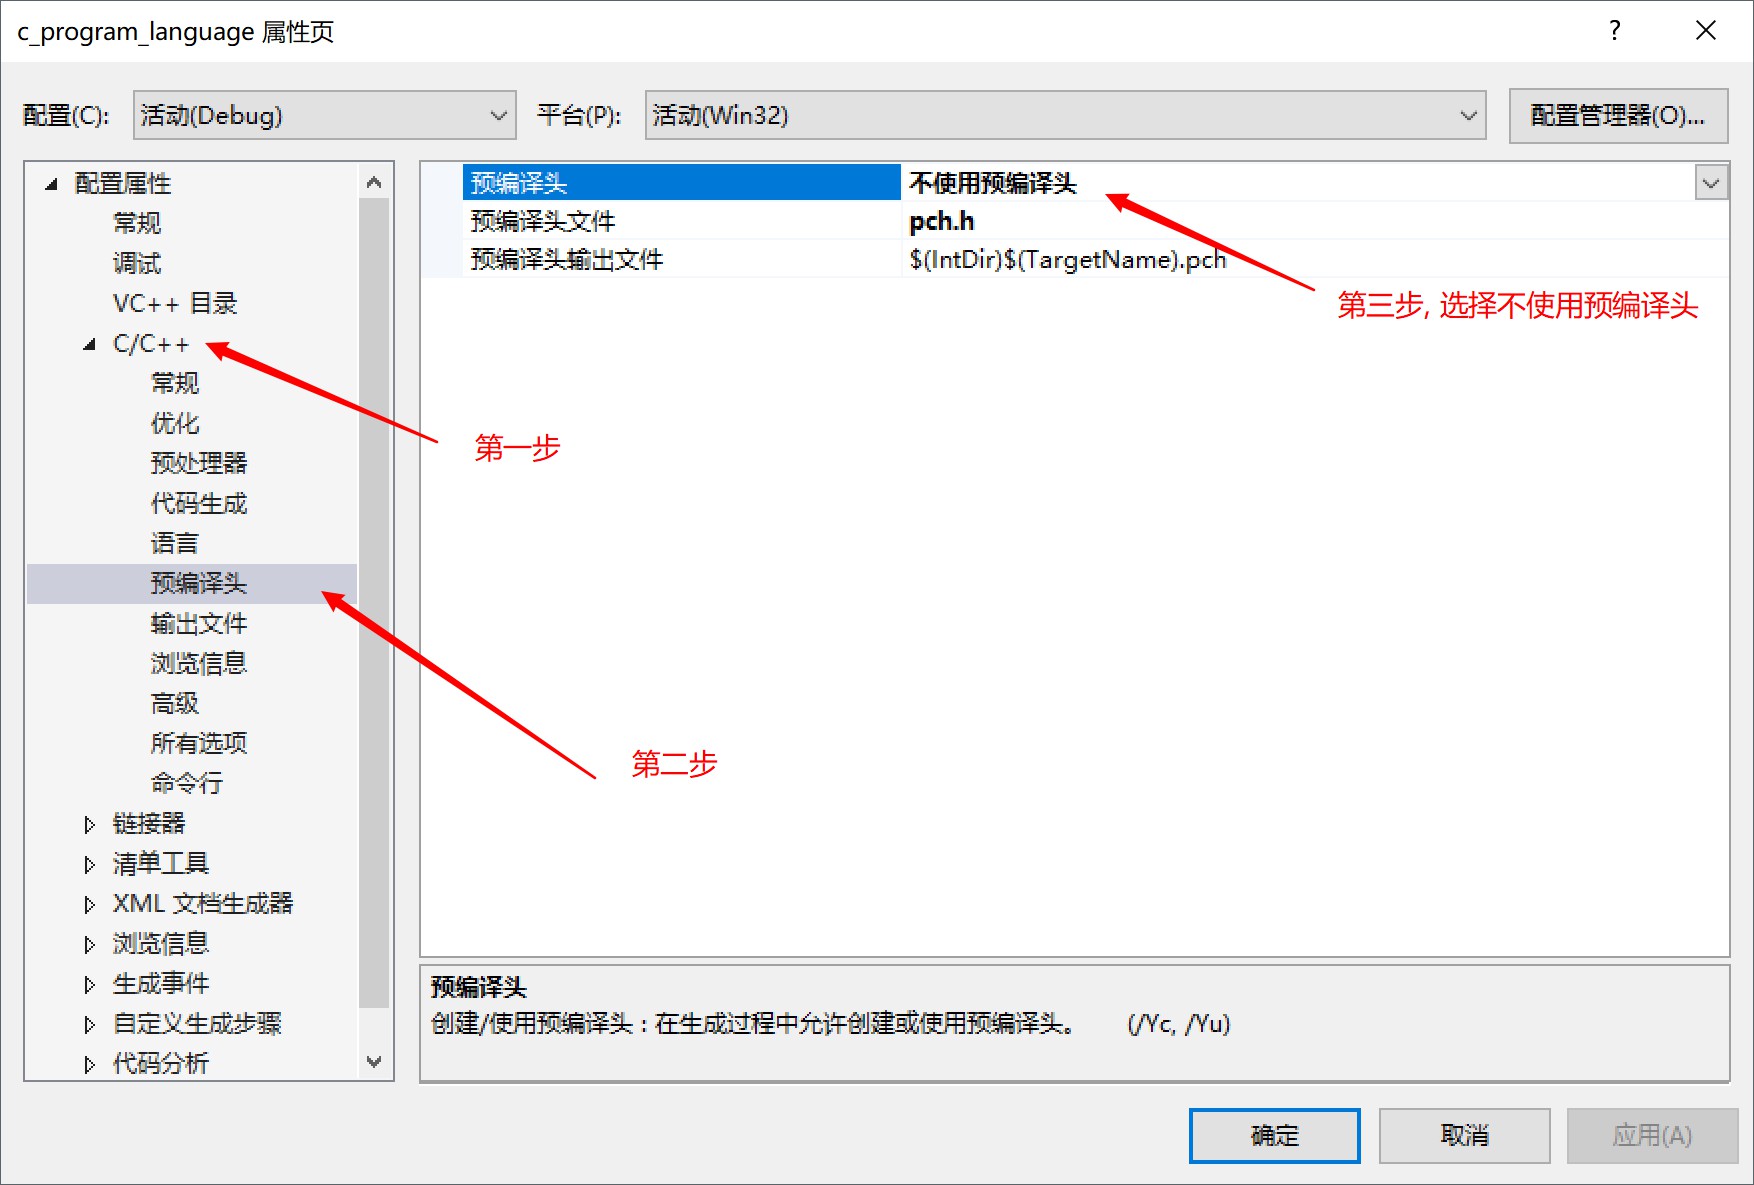 c_program_language 属性页
?
配置(C):
活动(Debug)
平台(P):
活动(Win32)
配置管理器(O)...
配置属性
常规
调试
VC++ 目录
C/C++
常规
优化
预处理器
代码生成
语言
预编译头
输出文件
浏览信息
高级
所有选项
命令行
链接器
清单工具
XML 文档生成器
浏览信息
生成事件
自定义生成步骤
代码分析
预编译头 不使用预编译头
预编译头文件 pch.h
预编译头输出文件 $(IntDir)$(TargetName).pch
第三步, 选择不使用预编译头
第一步
第二步
预编译头
创建/使用预编译头 : 在生成过程中允许创建或使用预编译头。 (/Yc, /Yu)
确定
取消
应用(A)